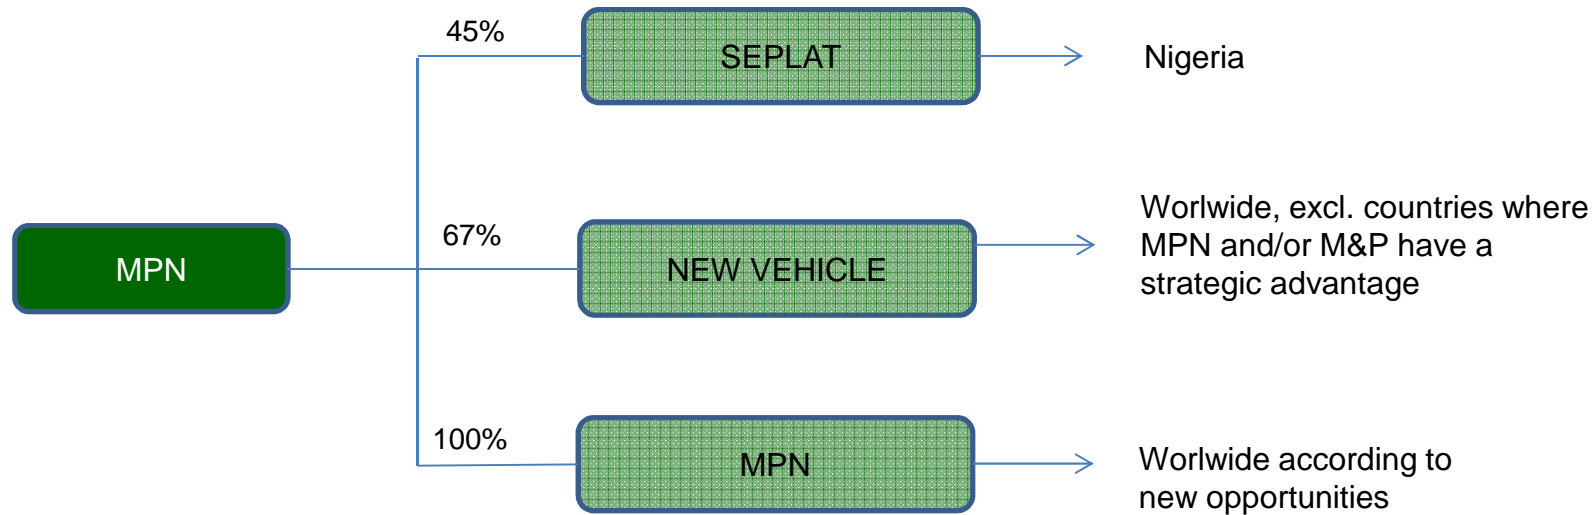 45%
SEPLAT
Nigeria
MPN
67%
NEW VEHICLE
Worlwide, excl. countries where
MPN and/or M&P have a
strategic advantage
100%
MPN
Worlwide according to
new opportunities